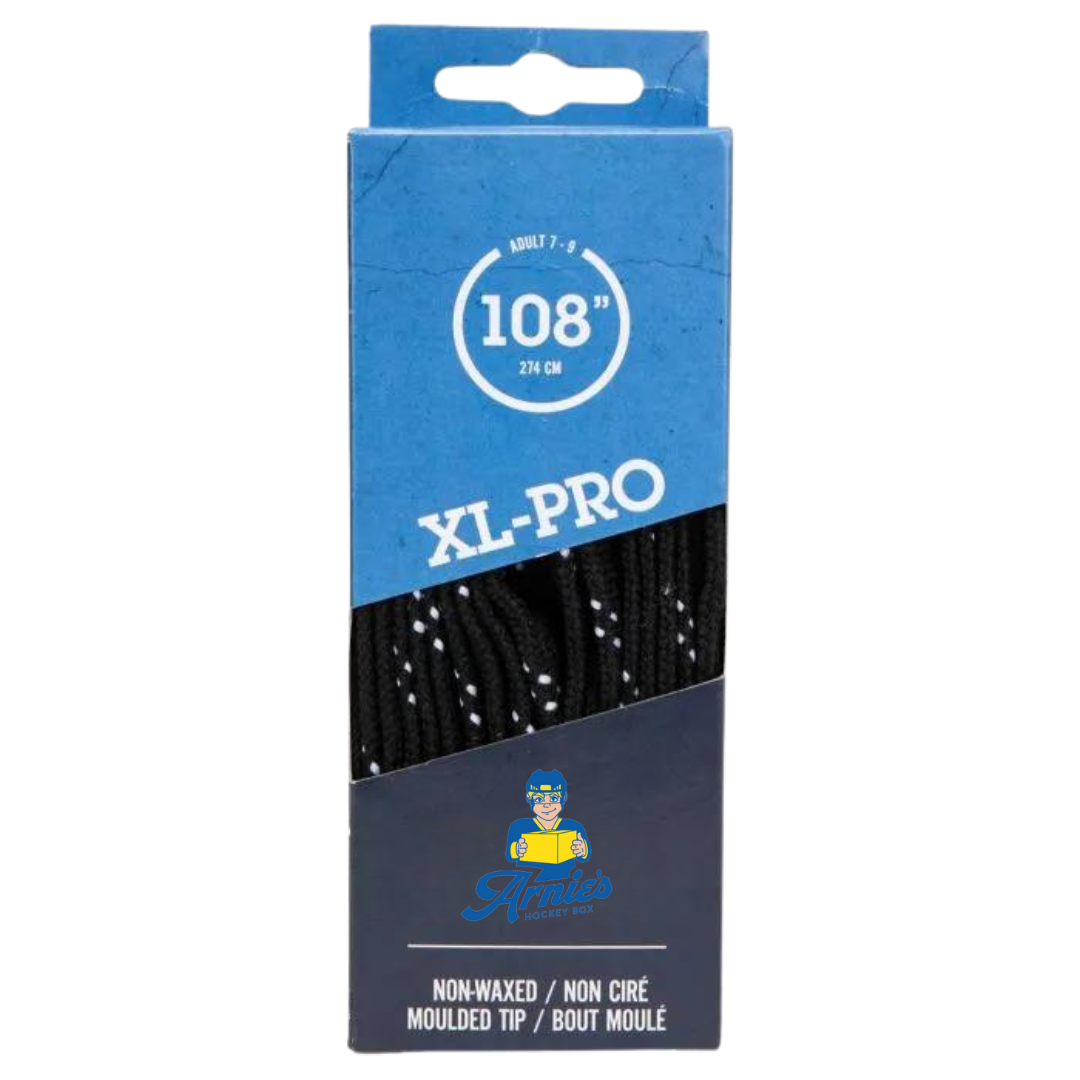 ADULT 7 - 9
108”
274 CM
XL-PRO
Arnie's
HOCKEY BOX
NON-WAXED / NON CIRÉ
MOULDED TIP / BOUT MOULÉ